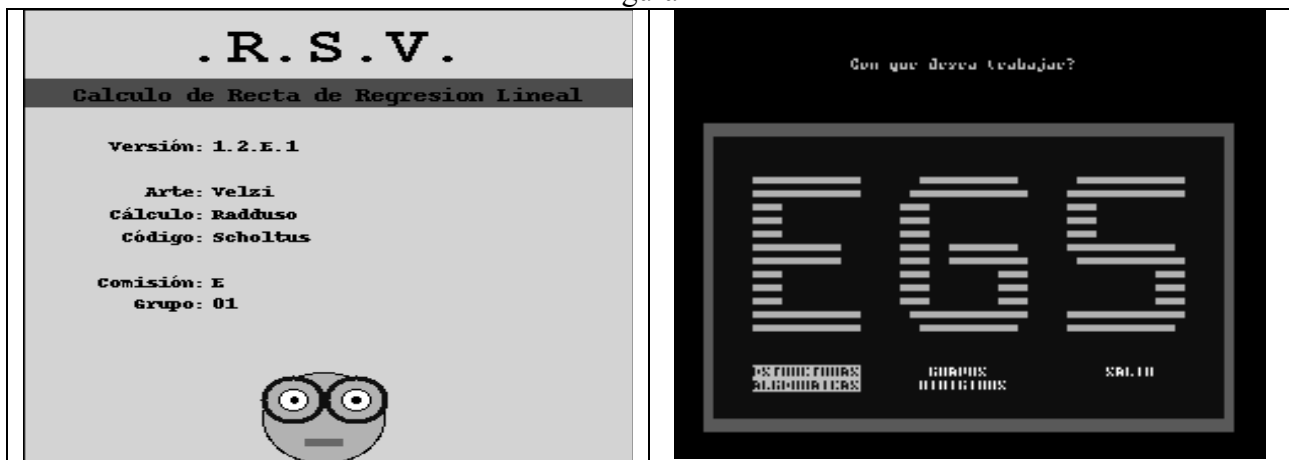 .R.S.V.
Calculo de Recta de Regresion Lineal
Versión: 1.2.E.1
Arte: Velzi
Cálculo: Radduso
Código: Scholtus
Comisión: E
Grupo: 01
Con que desea trabajar?
EGS
ESTRUCTURAS
ALGEBRAICAS
GRAPOS
DIRIGIDOS
SALIR